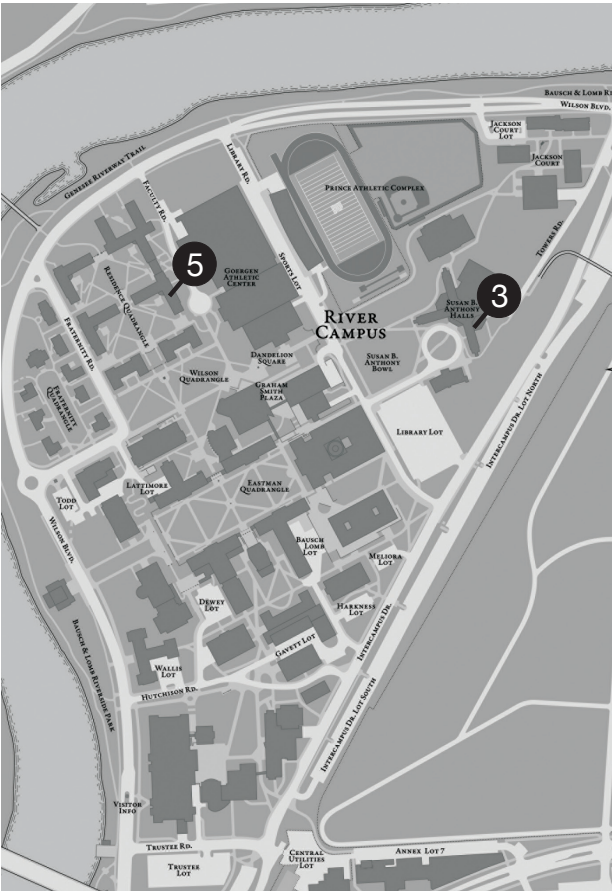 BAUSCH & LOMB
WILSON BLVD.
JACKSON
COURT
LOT
JACKSON
COURT
GENESEE RIVERWAY TRAIL
LIBRARY RD.
FACULTY RD.
PRINCE ATHLETIC COMPLEX
TOWERS RD.
5
GOERGEN
ATHLETIC
CENTER
SPORTS LOT
RESIDENCE QUADRANGLE
3
SUSAN B.
ANTHONY
HALLS
RIVER
CAMPUS
FRATERNITY RD.
DANDELION
SQUARE
SUSAN B.
ANTHONY
BOWL
WILSON
QUADRANGLE
GRAHAM
SMITH
PLAZA
FRATERNITY
QUADRANGLE
LIBRARY LOT
INTERCAMPUS DR. LOT NORTH
LATTIMORE
LOT
EASTMAN
QUADRANGLE
TODD
LOT
WILSON BLVD.
BAUSCH
LOMB
LOT
MELIORA
LOT
DEWEY
LOT
HARKNESS
LOT
INTERCAMPUS DR.
GAVETT LOT
BAUSCH & LOMB RIVERSIDE PARK
WALLIS
LOT
HUTCHISON RD.
INTERCAMPUS DR. LOT SOUTH
VISITOR
INFO
TRUSTEE RD.
TRUSTEE
LOT
CENTRAL
UTILITIES
LOT
ANNEX LOT 7